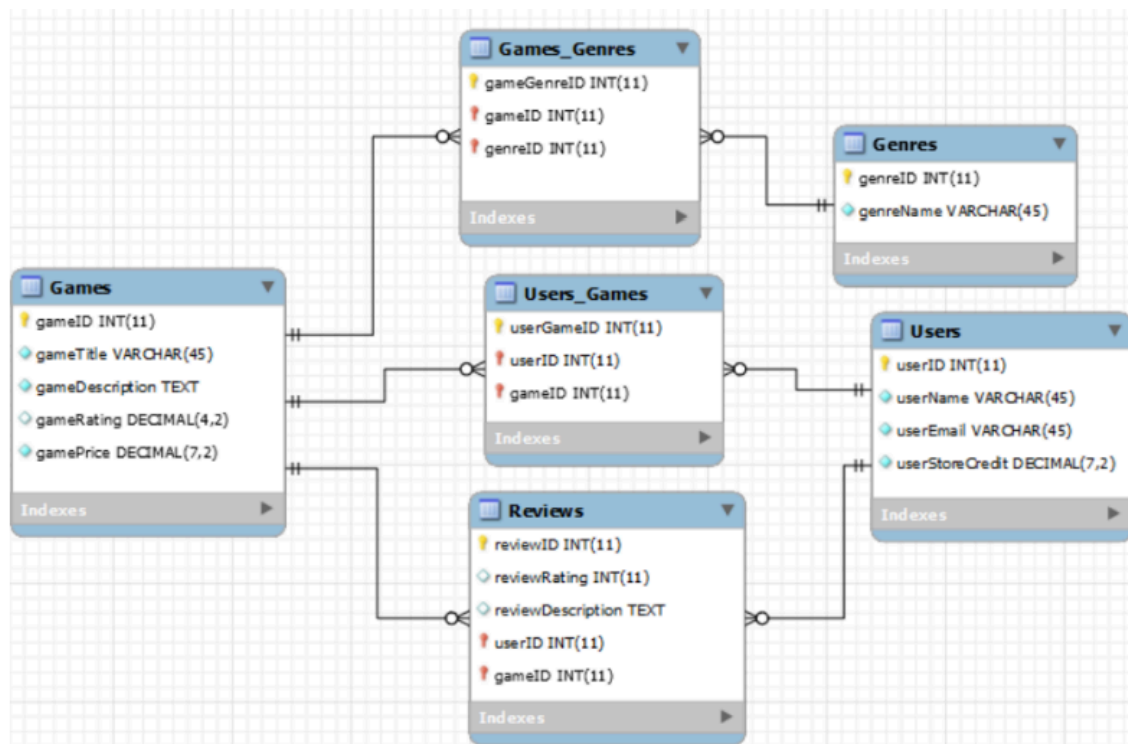 Games_Genres
gameGenreID INT(11)
gameID INT(11)
genreID INT(11)
Indexes
Genres
genreID INT(11)
genreName VARCHAR(45)
Indexes
Games
gameID INT(11)
gameTitle VARCHAR(45)
gameDescription TEXT
gameRating DECIMAL(4,2)
gamePrice DECIMAL(7,2)
Indexes
Users_Games
userGameID INT(11)
userID INT(11)
gameID INT(11)
Indexes
Users
userID INT(11)
userName VARCHAR(45)
userEmail VARCHAR(45)
userStoreCredit DECIMAL(7,2)
Indexes
Reviews
reviewID INT(11)
reviewRating INT(11)
reviewDescription TEXT
userID INT(11)
gameID INT(11)
Indexes